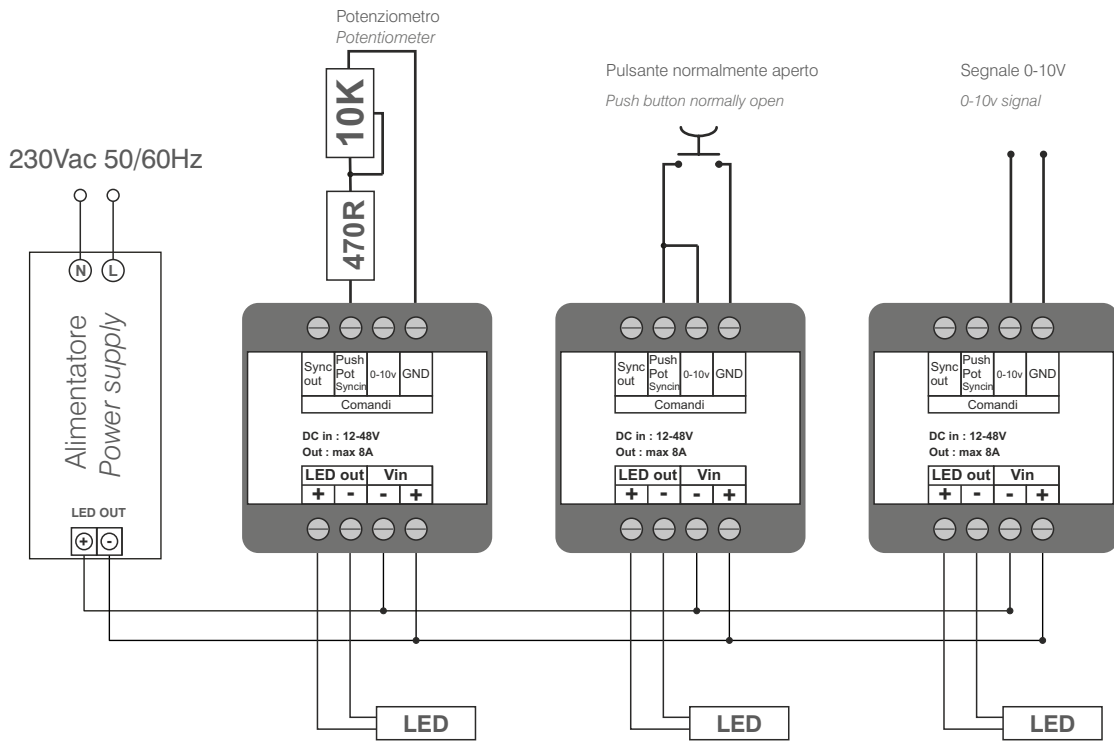 Potenziometro
Potentiometer
Pulsante normalmente aperto
Push button normally open
Segnale 0-10V
0-10v signal
230Vac 50/60Hz
10K
470R
N L
Alimentatore
Power supply
LED OUT
+ -
Sync out
Push Pot Syncin
0-10v
GND
Comandi
DC in : 12-48V
Out : max 8A
LED out Vin
+ - - +
LED
Sync out
Push Pot Syncin
0-10v
GND
Comandi
DC in : 12-48V
Out : max 8A
LED out Vin
+ - - +
LED
Sync out
Push Pot Syncin
0-10v
GND
Comandi
DC in : 12-48V
Out : max 8A
LED out Vin
+ - - +
LED